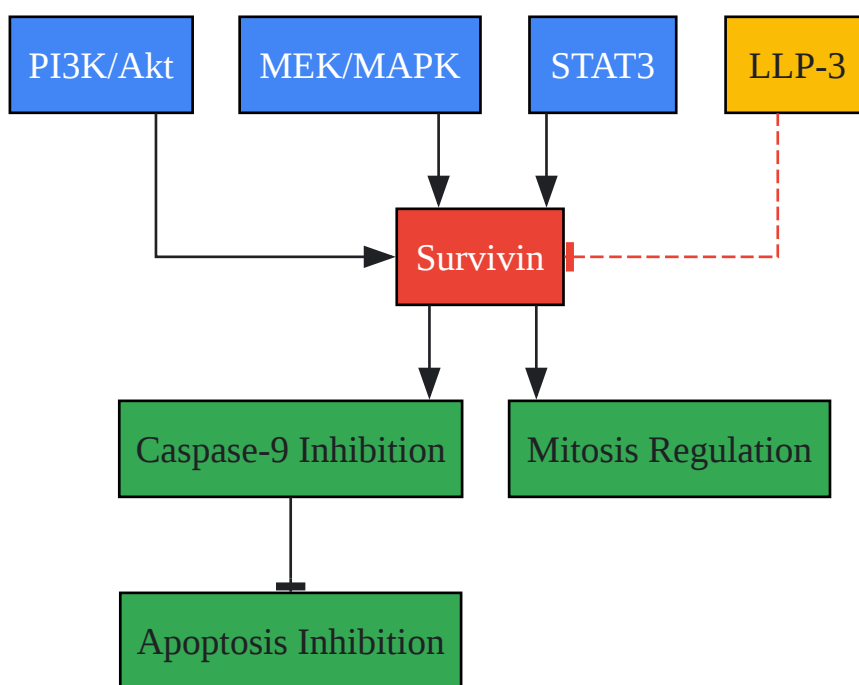 PI3K/Akt
MEK/MAPK
STAT3
LLP-3
Survivin
Caspase-9 Inhibition
Mitosis Regulation
Apoptosis Inhibition